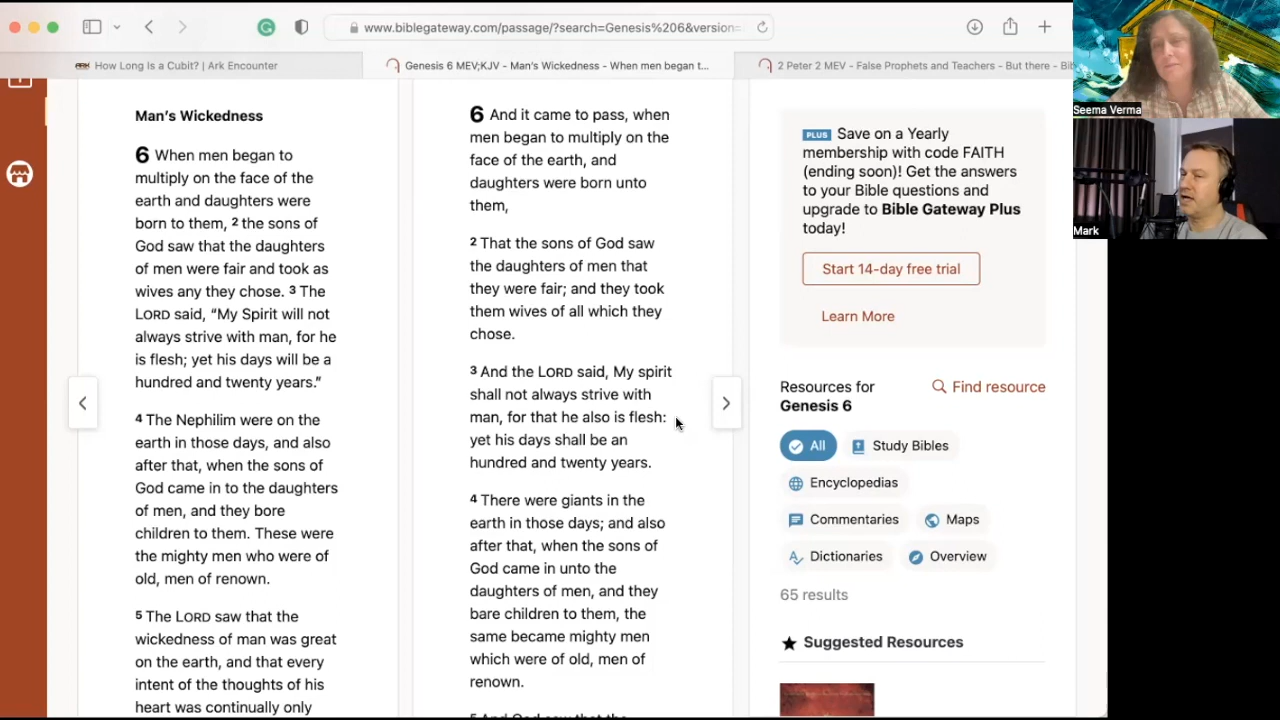 www.biblegateway.com/passage/?search=Genesis%206&version=
How Long Is a Cubit? | Ark Encounter
Genesis 6 MEV;KJV - Man's Wickedness - When men began t...
2 Peter 2 MEV - False Prophets and Teachers - But there - Bib
Man's Wickedness
6 When men began to
multiply on the face of the
earth and daughters were
born to them, 2 the sons of
God saw that the daughters
of men were fair and took as
wives any they chose. 3 The
LORD said, “My Spirit will not
always strive with man, for he
is flesh; yet his days will be a
hundred and twenty years.”
4 The Nephilim were on the
earth in those days, and also
after that, when the sons of
God came in to the daughters
of men, and they bore
children to them. These were
the mighty men who were of
old, men of renown.
5 The LORD saw that the
wickedness of man was great
on the earth, and that every
intent of the thoughts of his
heart was continually only
6 And it came to pass, when
men began to multiply on the
face of the earth, and
daughters were born unto
them,
2 That the sons of God saw
the daughters of men that
they were fair; and they took
them wives of all which they
chose.
3 And the LORD said, My spirit
shall not always strive with
man, for that he also is flesh:
yet his days shall be an
hundred and twenty years.
4 There were giants in the
earth in those days; and also
after that, when the sons of
God came in unto the
daughters of men, and they
bare children to them, the
same became mighty men
which were of old, men of
renown.
5 And God saw that the
PLUS Save on a Yearly
membership with code FAITH
(ending soon)! Get the answers
to your Bible questions and
upgrade to Bible Gateway Plus
today!
Start 14-day free trial
Learn More
Resources for
Genesis 6
Find resource
All
Study Bibles
Encyclopedias
Commentaries
Maps
Dictionaries
Overview
65 results
Suggested Resources
Seema Verma
Mark